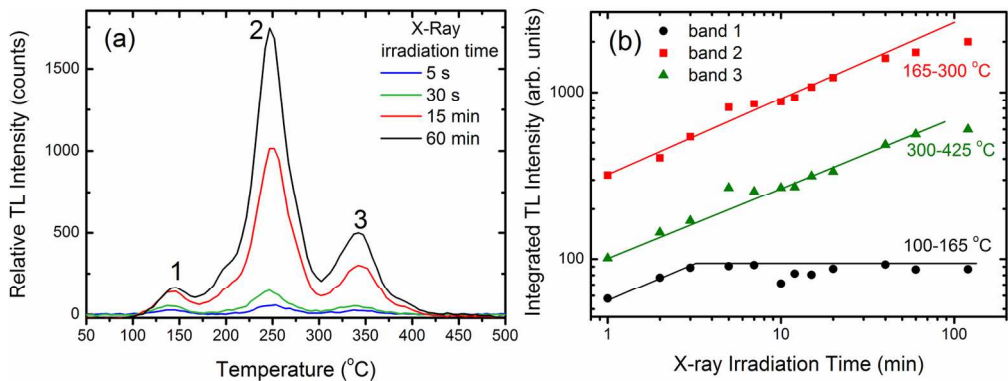 (a)
X-Ray
irradiation time
5 s
30 s
15 min
60 min
1
2
3
Relative TL Intensity (counts)
0
500
1000
1500
50 100 150 200 250 300 350 400 450 500
Temperature (°C)
(b)
band 1
band 2
band 3
165-300 °C
300-425 °C
100-165 °C
Integrated TL Intensity (arb. units)
1000
100
1 10 100
X-ray Irradiation Time (min)